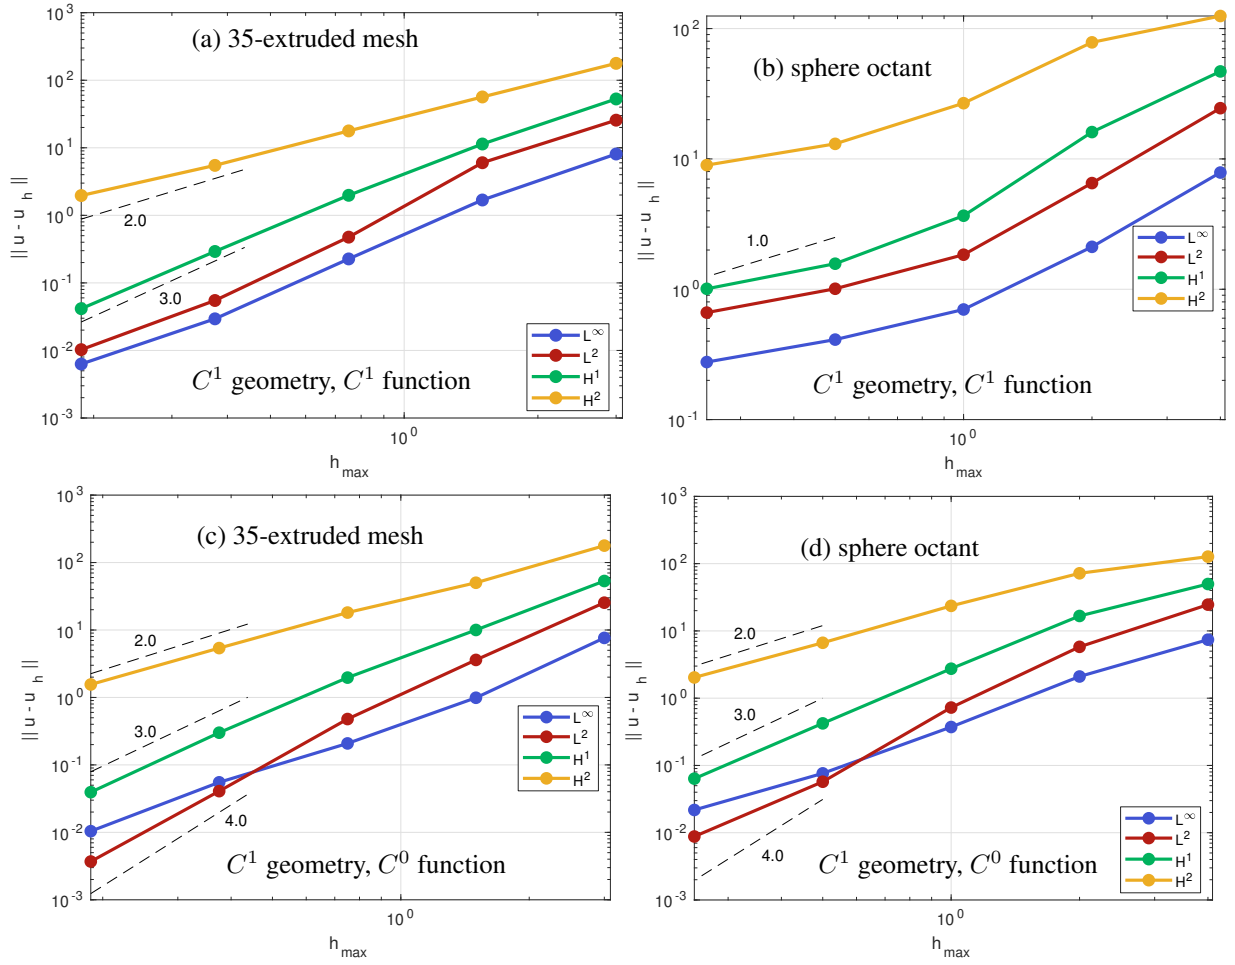 (a) 35-extruded mesh
10^3
10^2
10^1
10^0
10^-1
10^-2
10^-3
|| u - u_h ||
2.0
3.0
L^∞
L^2
H^1
H^2
C^1 geometry, C^1 function
10^0
h_max
(b) sphere octant
10^2
10^1
10^0
10^-1
|| u - u_h ||
1.0
L^∞
L^2
H^1
H^2
C^1 geometry, C^1 function
10^0
h_max
(c) 35-extruded mesh
10^3
10^2
10^1
10^0
10^-1
10^-2
10^-3
|| u - u_h ||
2.0
3.0
4.0
L^∞
L^2
H^1
H^2
C^1 geometry, C^0 function
10^0
h_max
(d) sphere octant
10^3
10^2
10^1
10^0
10^-1
10^-2
10^-3
|| u - u_h ||
2.0
3.0
4.0
L^∞
L^2
H^1
H^2
C^1 geometry, C^0 function
10^0
h_max